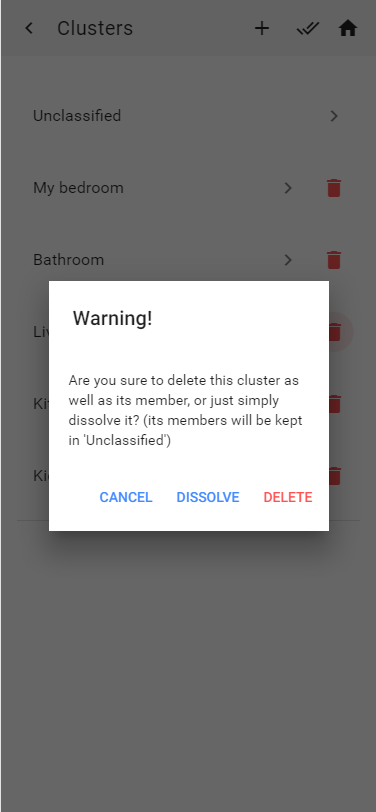 Clusters
Unclassified
My bedroom
Bathroom
Warning!
Are you sure to delete this cluster as
well as its member, or just simply
dissolve it? (its members will be kept
in 'Unclassified')
CANCEL DISSOLVE DELETE